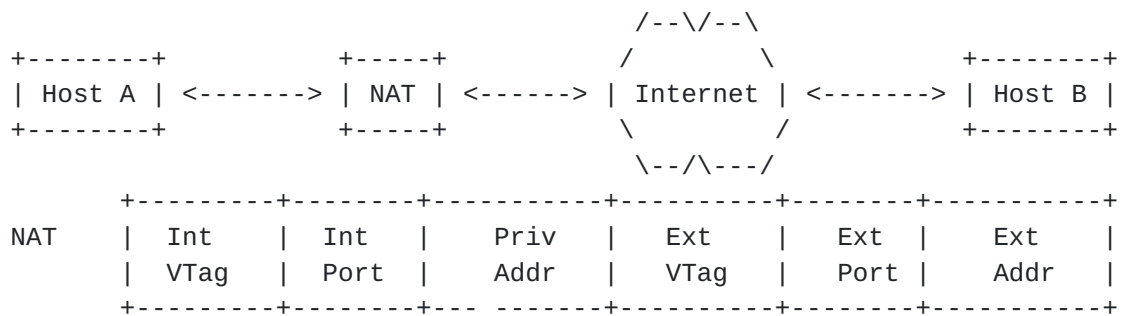 /--\/--\
+--------+          +-----+          /        \            +--------+
| Host A | <-------> | NAT | <------> | Internet | <-------> | Host B |
+--------+          +-----+          \         /            +--------+
\--/\---/
+---------+--------+-----------+----------+--------+-----------+
NAT    |  Int    |  Int   |    Priv   |   Ext    |   Ext  |    Ext    |
|  VTag   |  Port  |    Addr   |   VTag   |   Port |    Addr   |
+---------+--------+--- -------+----------+--------+-----------+